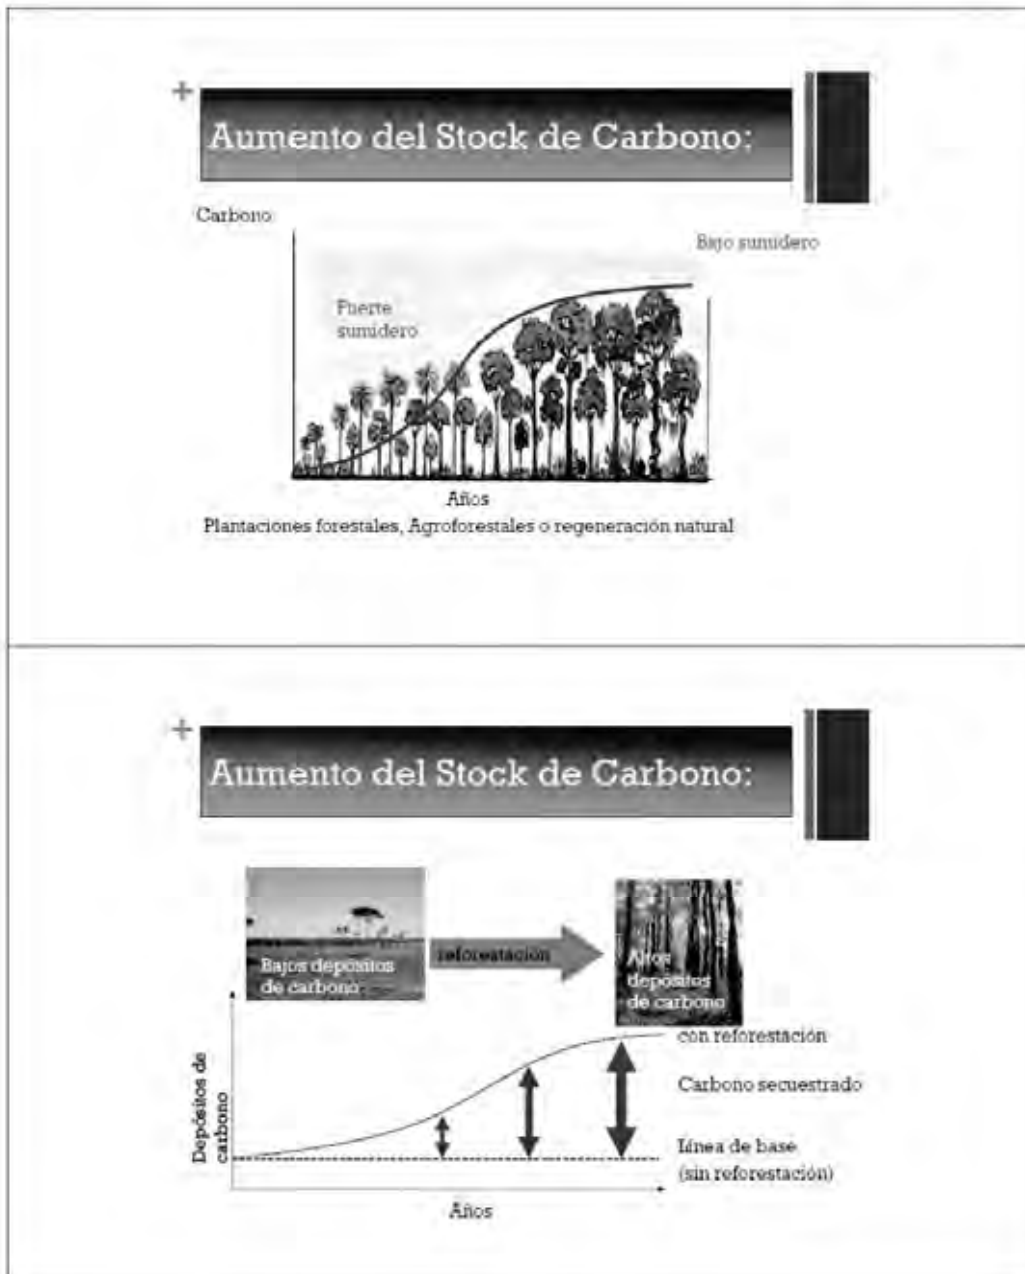 +
Aumento del Stock de Carbono:
Carbono
Bajo sumidero
Fuerte
sumidero
Años
Plantaciones forestales, Agroforestales o regeneración natural
+
Aumento del Stock de Carbono:
Bajos depósitos
de carbono
reforestación
Altos
depósitos
de carbono
con reforestación
Carbono secuestrado
Línea de base
(sin reforestación)
Depósitos de
carbono
Años